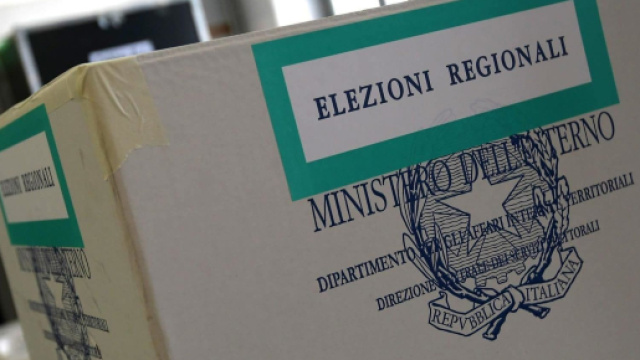 ELEZIONI REGIONALI
MINISTERO DELL'INTERNO
DIPARTIMENTO PER GLI AFFARI INTERNI E TERRITORIALI
DIREZIONE CENTRALE DEI SERVIZI ELETTORALI
REPVBBLICA ITALIANA
ELEZIONI REGIONALI